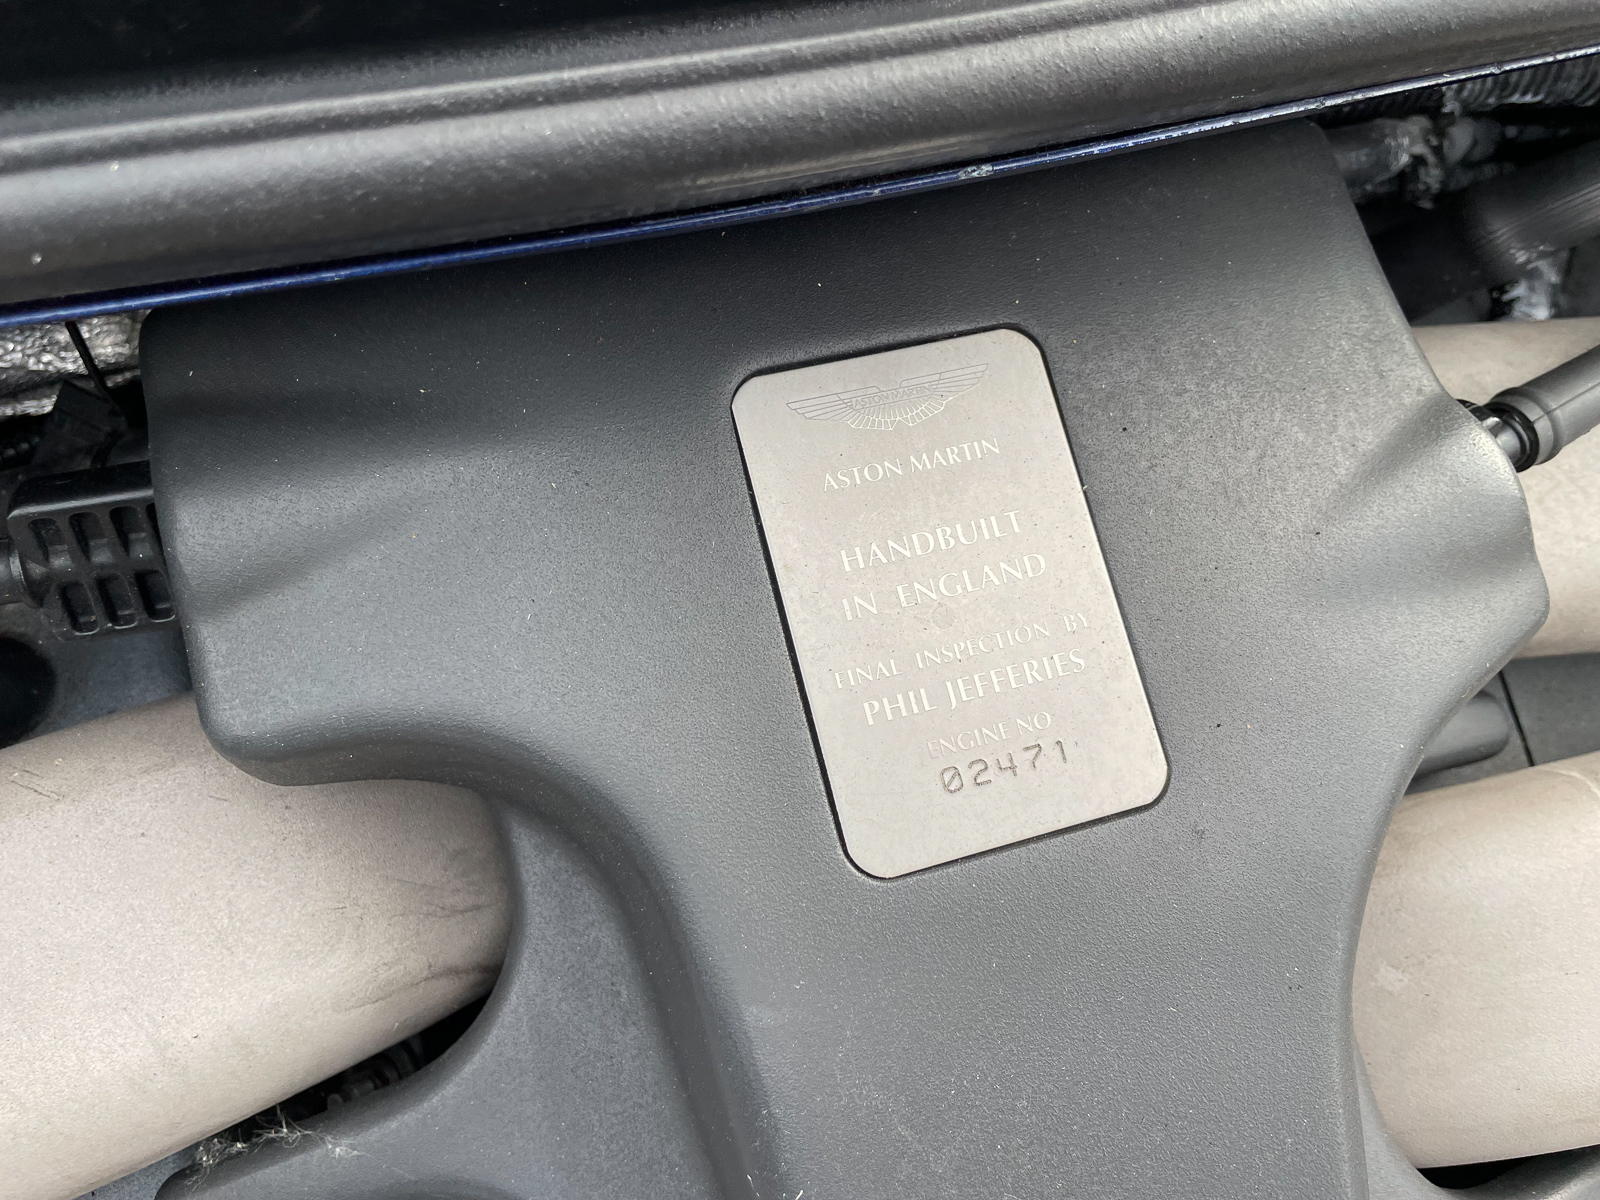 ASTON MARTIN
ASTON MARTIN
HANDBUILT
IN ENGLAND
FINAL INSPECTION BY
PHIL JEFFERIES
ENGINE NO
02471